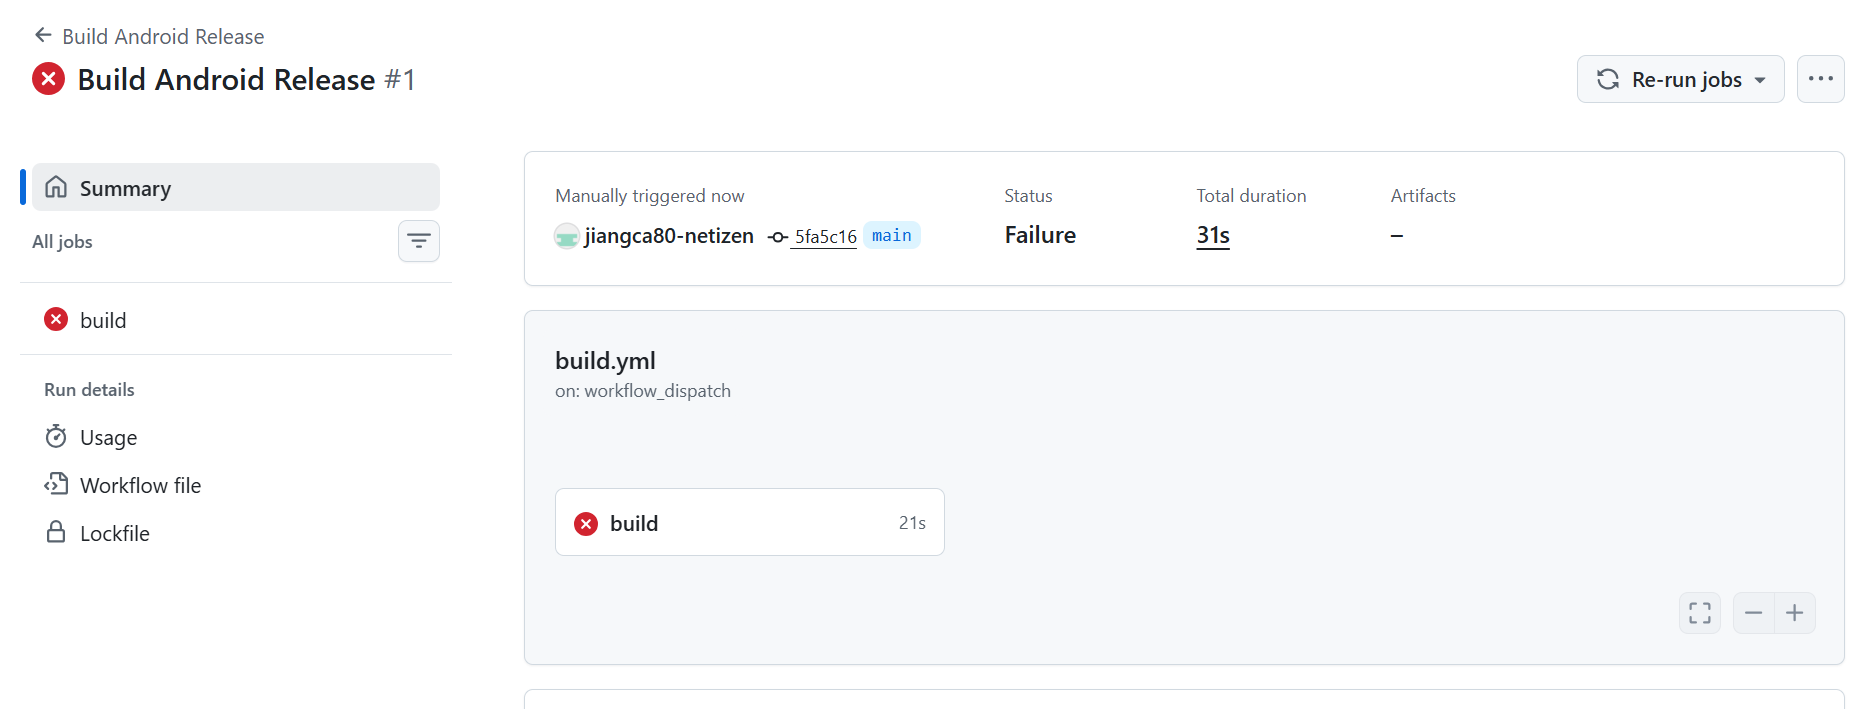 Build Android Release
Build Android Release #1
Re-run jobs
Summary
All jobs
build
Run details
Usage
Workflow file
Lockfile
Manually triggered now
jiangca80-netizen 5fa5c16 main
Status
Failure
Total duration
31s
Artifacts
–
build.yml
on: workflow_dispatch
build 21s